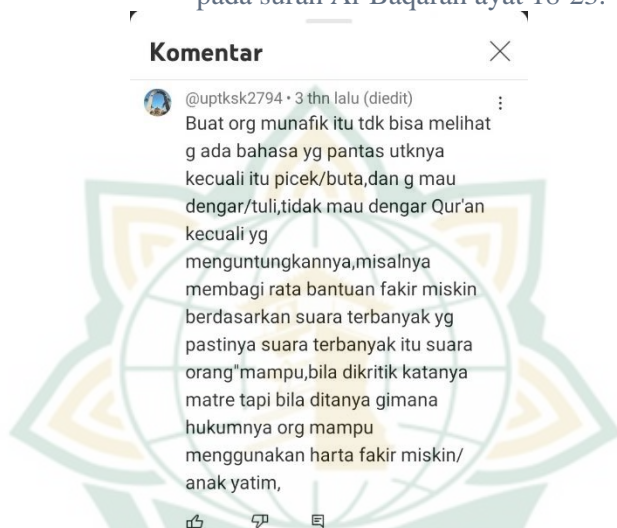 pada surah Al-Baqarah ayat 18-23.
Komentar
@uptksk2794 • 3 thn lalu (diedit)
Buat org munafik itu tdk bisa melihat
g ada bahasa yg pantas utknya
kecuali itu picek/buta,dan g mau
dengar/tuli,tidak mau dengar Qur'an
kecuali yg
menguntungkannya,misalnya
membagi rata bantuan fakir miskin
berdasarkan suara terbanyak yg
pastinya suara terbanyak itu suara
orang"mampu,bila dikritik katanya
matre tapi bila ditanya gimana
hukumnya org mampu
menggunakan harta fakir miskin/
anak yatim,